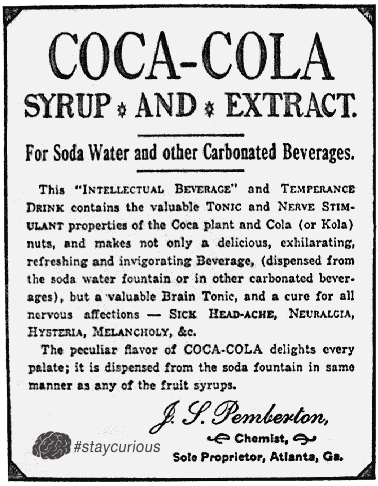 COCA-COLA
SYRUP * AND * EXTRACT.
For Soda Water and other Carbonated Beverages.
This "INTELLECTUAL BEVERAGE" and TEMPERANCE
DRINK contains the valuable TONIC and NERVE STIM-
ULANT properties of the Coca plant and Cola (or Kola)
nuts, and makes not only a delicious, exhilarating,
refreshing and invigorating Beverage, (dispensed from
the soda water fountain or in other carbonated bever-
ages), but a valuable Brain Tonic, and a cure for all
nervous affections — SICK HEAD-ACHE, NEURALGIA,
HYSTERIA, MELANCHOLY, &c.
The peculiar flavor of COCA-COLA delights every
palate; it is dispensed from the soda fountain in same
manner as any of the fruit syrups.
J. S. Pemberton,
Chemist,
Sole Proprietor, Atlanta, Ga.
#staycurious